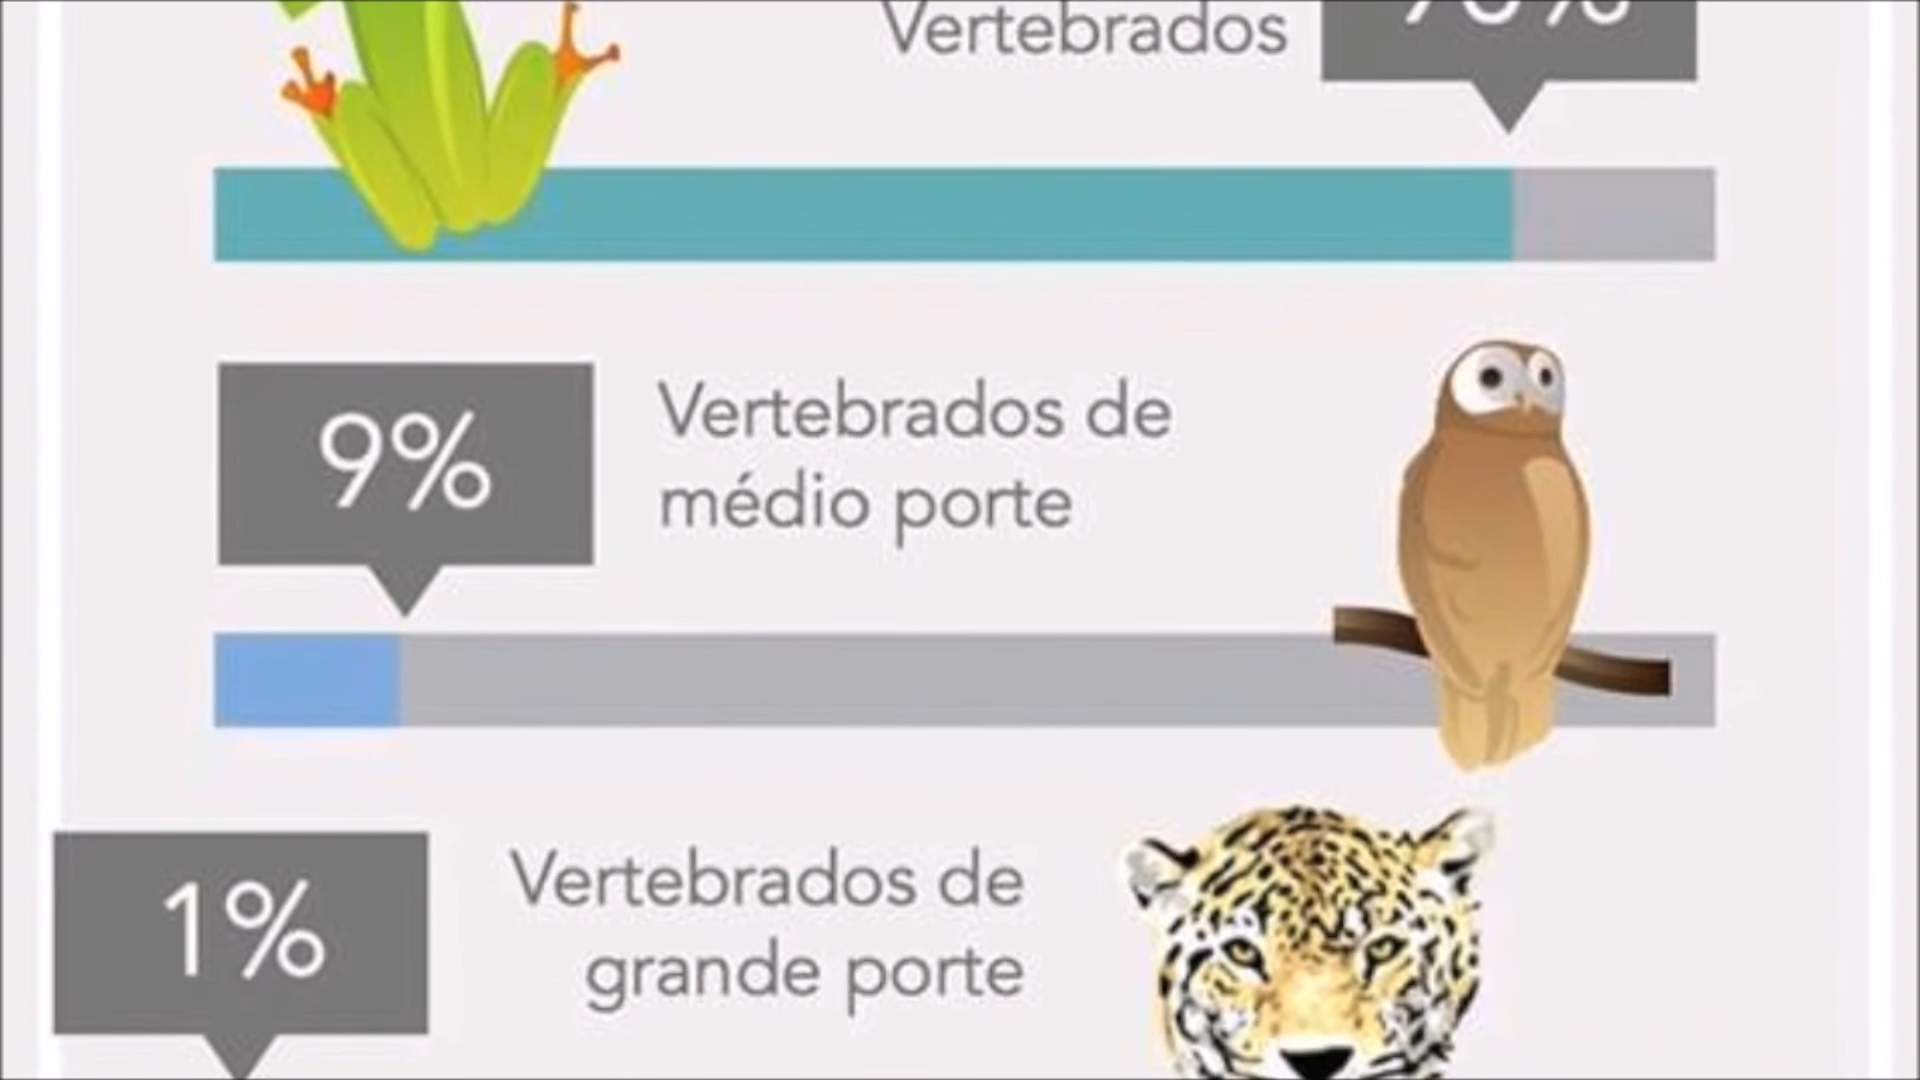 Vertebrados
9%
Vertebrados de
médio porte
1%
Vertebrados de
grande porte